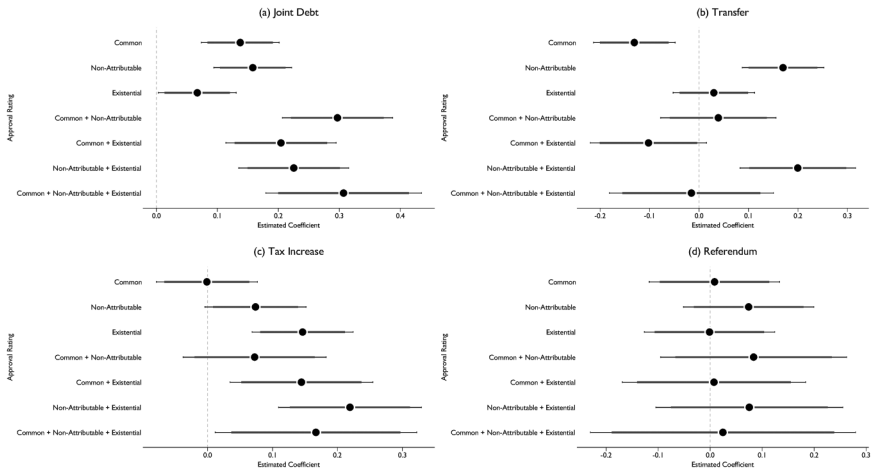 (a) Joint Debt
Approval Rating
Common
Non-Attributable
Existential
Common + Non-Attributable
Common + Existential
Non-Attributable + Existential
Common + Non-Attributable + Existential
0.0 0.1 0.2 0.3 0.4
Estimated Coefficient
(b) Transfer
Approval Rating
Common
Non-Attributable
Existential
Common + Non-Attributable
Common + Existential
Non-Attributable + Existential
Common + Non-Attributable + Existential
-0.2 -0.1 0.0 0.1 0.2 0.3
Estimated Coefficient
(c) Tax Increase
Approval Rating
Common
Non-Attributable
Existential
Common + Non-Attributable
Common + Existential
Non-Attributable + Existential
Common + Non-Attributable + Existential
0.0 0.1 0.2 0.3
Estimated Coefficient
(d) Referendum
Approval Rating
Common
Non-Attributable
Existential
Common + Non-Attributable
Common + Existential
Non-Attributable + Existential
Common + Non-Attributable + Existential
-0.2 -0.1 0.0 0.1 0.2 0.3
Estimated Coefficient